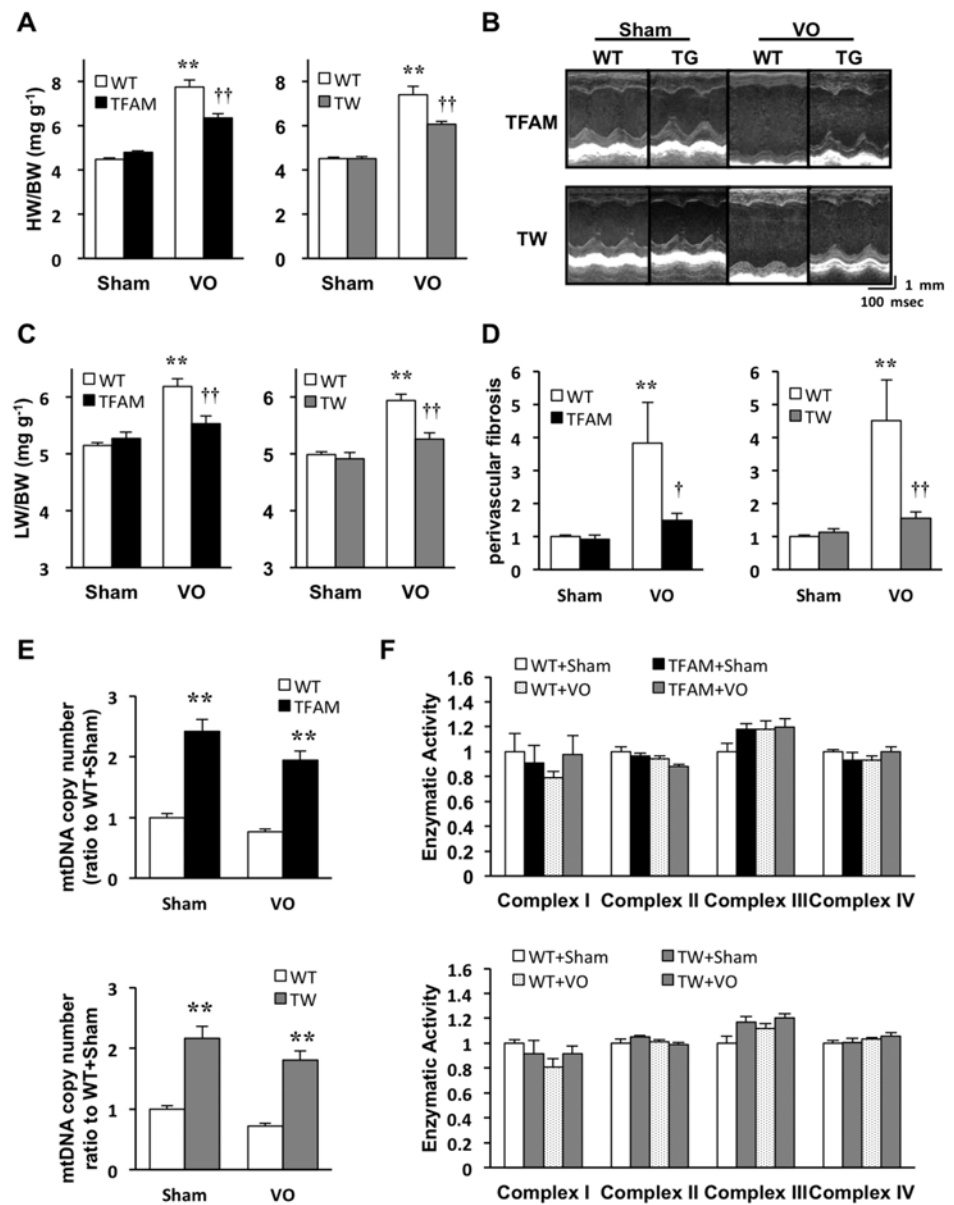 A
HW/BW (mg g-1)
8
6
4
2
0
WT
TFAM
**
††
Sham
VO
8
6
4
2
0
WT
TW
**
††
Sham
VO
B
Sham
VO
WT
TG
WT
TG
TFAM
TW
1 mm
100 msec
C
LW/BW (mg g-1)
6
5
4
3
WT
TFAM
**
††
Sham
VO
6
5
4
3
WT
TW
**
††
Sham
VO
D
perivascular fibrosis
6
5
4
3
2
1
0
WT
TFAM
**
†
Sham
VO
6
5
4
3
2
1
0
WT
TW
**
††
Sham
VO
E
mtDNA copy number
(ratio to WT+Sham)
3
2
1
0
WT
TFAM
**
**
Sham
VO
mtDNA copy number
ratio to WT+Sham
3
2
1
0
WT
TW
**
**
Sham
VO
F
Enzymatic Activity
1.6
1.4
1.2
1
0.8
0.6
0.4
0.2
0
WT+Sham
TFAM+Sham
WT+VO
TFAM+VO
Complex I
Complex II
Complex III
Complex IV
Enzymatic Activity
1.6
1.4
1.2
1
0.8
0.6
0.4
0.2
0
WT+Sham
TW+Sham
WT+VO
TW+VO
Complex I
Complex II
Complex III
Complex IV